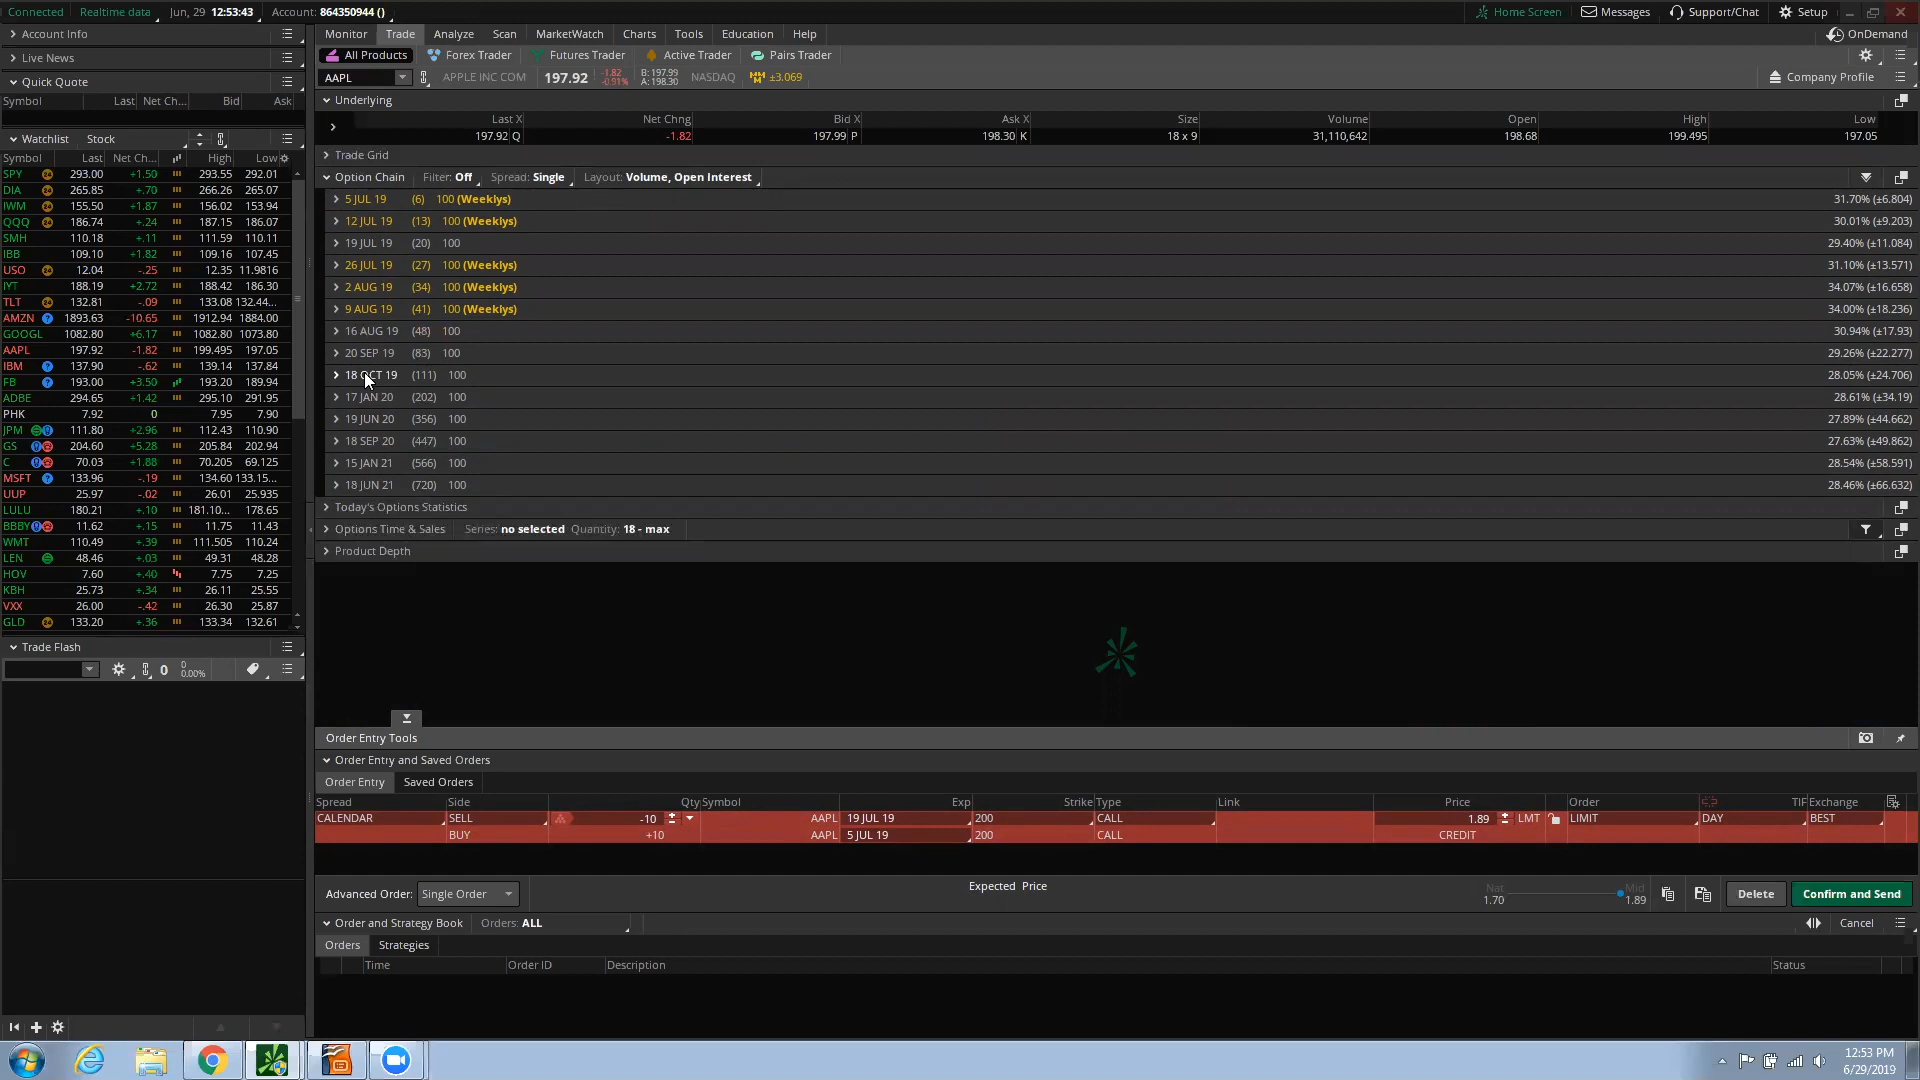 Connected Realtime data Jun, 29 12:53:43 Account: 864350944 () Home Screen Messages Support/Chat Setup
Account Info Monitor Trade Analyze Scan MarketWatch Charts Tools Education Help OnDemand
Live News All Products Forex Trader Futures Trader Active Trader Pairs Trader
Quick Quote AAPL APPLE INC COM 197.92 -1.82 -0.91% B: 197.99 A: 198.30 NASDAQ ±3.069 Company Profile
Symbol Last Net Ch... Bid Ask
Underlying
Last X Net Chng Bid X Ask X Size Volume Open High Low
197.92 Q -1.82 197.99 P 198.30 K 18 x 9 31,110,642 198.68 199.495 197.05
Trade Grid
Option Chain Filter: Off Spread: Single Layout: Volume, Open Interest
5 JUL 19 (6) 100 (Weeklys) 31.70% (±6.804)
12 JUL 19 (13) 100 (Weeklys) 30.01% (±9.203)
19 JUL 19 (20) 100 29.40% (±11.084)
26 JUL 19 (27) 100 (Weeklys) 31.10% (±13.571)
2 AUG 19 (34) 100 (Weeklys) 34.07% (±16.658)
9 AUG 19 (41) 100 (Weeklys) 34.00% (±18.236)
16 AUG 19 (48) 100 30.94% (±17.93)
20 SEP 19 (83) 100 29.26% (±22.277)
18 OCT 19 (111) 100 28.05% (±24.706)
17 JAN 20 (202) 100 28.61% (±34.19)
19 JUN 20 (356) 100 27.89% (±44.662)
18 SEP 20 (447) 100 27.63% (±49.862)
15 JAN 21 (566) 100 28.54% (±58.591)
18 JUN 21 (720) 100 28.46% (±66.632)
Today's Options Statistics
Options Time & Sales Series: no selected Quantity: 18 - max
Product Depth
Watchlist Stock
Symbol Last Net Ch... High Low
SPY 293.00 +1.50 293.55 292.01
DIA 265.85 +.70 266.26 265.07
IWM 155.50 +1.87 156.02 153.94
QQQ 186.74 +.24 187.15 186.07
SMH 110.18 +.11 111.59 110.11
IBB 109.10 +1.82 109.16 107.45
USO 12.04 -.25 12.35 11.9816
IYT 188.19 +2.72 188.42 186.30
TLT 132.81 -.09 133.08 132.44...
AMZN 1893.63 -10.65 1912.94 1884.00
GOOGL 1082.80 +6.17 1082.80 1073.80
AAPL 197.92 -1.82 199.495 197.05
IBM 137.90 -.62 139.14 137.84
FB 193.00 +3.50 193.20 189.94
ADBE 294.65 +1.42 295.10 291.95
PHK 7.92 0 7.95 7.90
JPM 111.80 +2.96 112.43 110.90
GS 204.60 +5.28 205.84 202.94
C 70.03 +1.88 70.205 69.125
MSFT 133.96 -.19 134.60 133.15...
UUP 25.97 -.02 26.01 25.935
LULU 180.21 +.10 181.10... 178.65
BBBY 11.62 +.15 11.75 11.43
WMT 110.49 +.39 111.505 110.24
LEN 48.46 +.03 49.31 48.28
HOV 7.60 +.40 7.75 7.25
KBH 25.73 +.34 26.11 25.55
VXX 26.00 -.42 26.30 25.87
GLD 133.20 +.36 133.34 132.61
Trade Flash
0 0 0.00%
Order Entry Tools
Order Entry and Saved Orders
Order Entry Saved Orders
Spread Side Qty Symbol Exp Strike Type Link Price Order TIF Exchange
CALENDAR SELL -10 AAPL 19 JUL 19 200 CALL 1.89 LMT LIMIT DAY BEST
BUY +10 AAPL 5 JUL 19 200 CALL CREDIT
Advanced Order: Single Order Expected Price Nat 1.70 Mid 1.89 Delete Confirm and Send
Order and Strategy Book Orders: ALL Cancel
Orders Strategies
Time Order ID Description Status
12:53 PM
6/29/2019